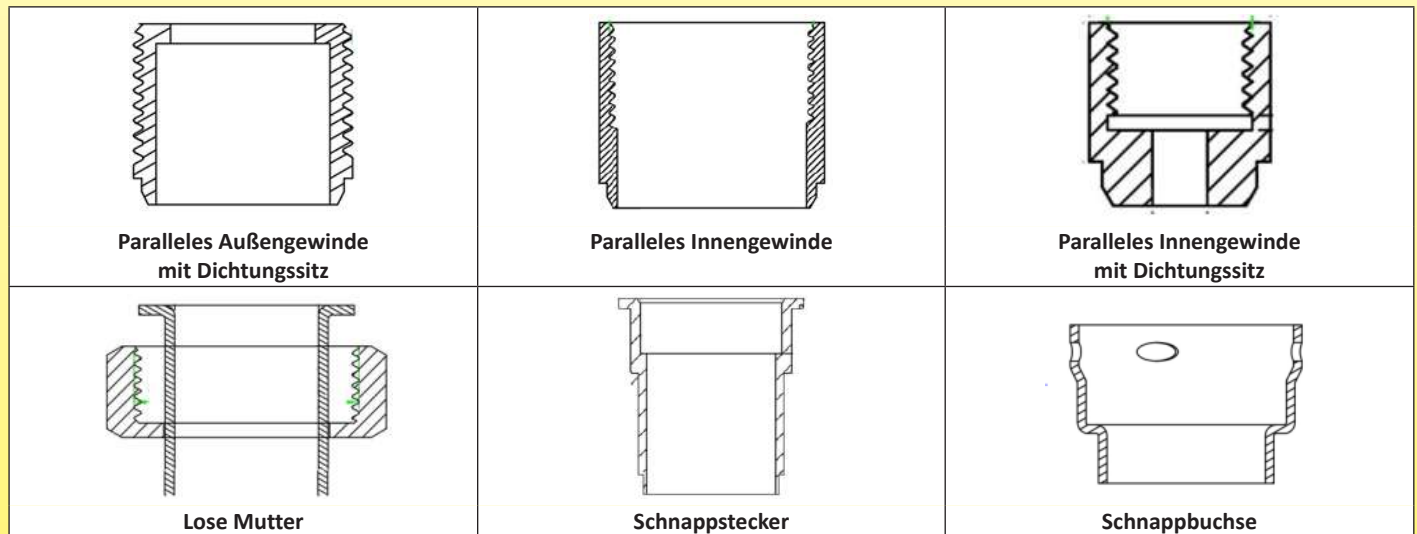 Paralleles Außengewinde
mit Dichtungssitz
Paralleles Innengewinde
Paralleles Innengewinde
mit Dichtungssitz
Lose Mutter
Schnappstecker
Schnappbuchse